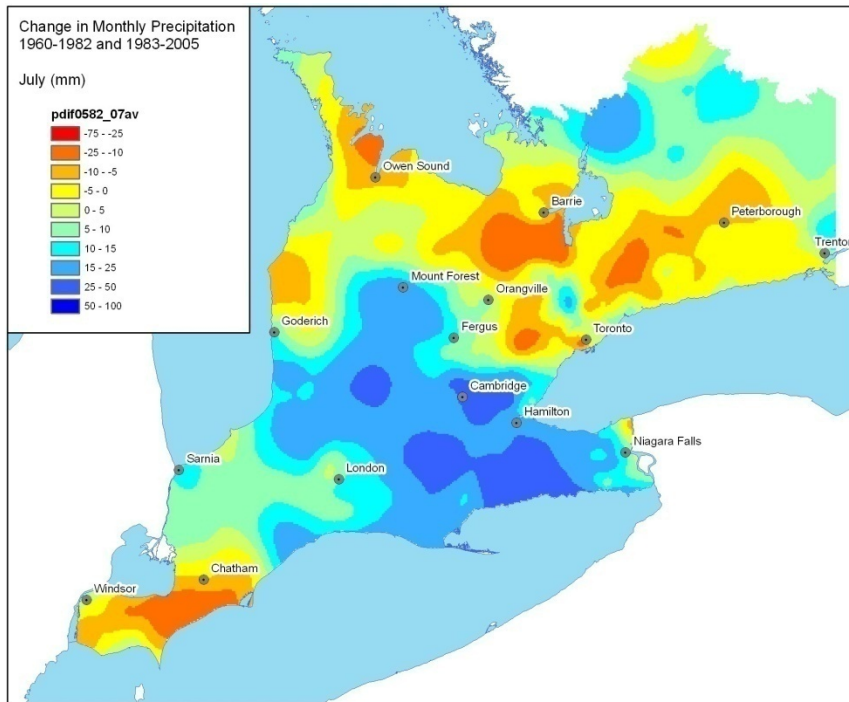 Change in Monthly Precipitation
1960-1982 and 1983-2005
July (mm)
pdif0582_07av
-75 - -25
-25 - -10
-10 - -5
-5 - 0
0 - 5
5 - 10
10 - 15
15 - 25
25 - 50
50 - 100
Owen Sound
Barrie
Peterborough
Trenton
Mount Forest
Orangville
Goderich
Fergus
Toronto
Cambridge
Hamilton
Niagara Falls
Sarnia
London
Chatham
Windsor